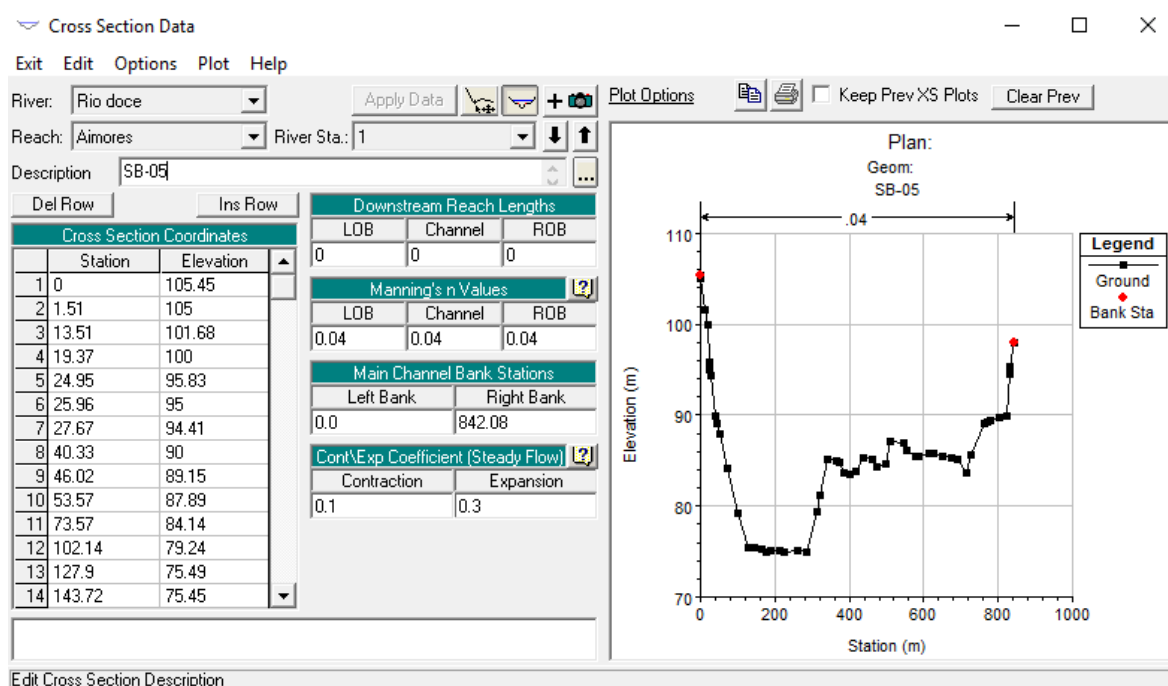 Cross Section Data
Exit Edit Options Plot Help
River: Rio doce Apply Data + Plot Options Keep Prev XS Plots Clear Prev
Reach: Aimores River Sta.: 1
Description SB-05 ...
Del Row Ins Row
Cross Section Coordinates
Station Elevation
1 0 105.45
2 1.51 105
3 13.51 101.68
4 19.37 100
5 24.95 95.83
6 25.96 95
7 27.67 94.41
8 40.33 90
9 46.02 89.15
10 53.57 87.89
11 73.57 84.14
12 102.14 79.24
13 127.9 75.49
14 143.72 75.45
Downstream Reach Lengths
LOB Channel ROB
0 0 0
Manning's n Values
LOB Channel ROB
0.04 0.04 0.04
Main Channel Bank Stations
Left Bank Right Bank
0.0 842.08
Cont\Exp Coefficient (Steady Flow)
Contraction Expansion
0.1 0.3
Plan:
Geom:
SB-05
.04
110
100
90
80
70
Elevation (m)
0 200 400 600 800 1000
Station (m)
Legend
Ground
Bank Sta
Edit Cross Section Description